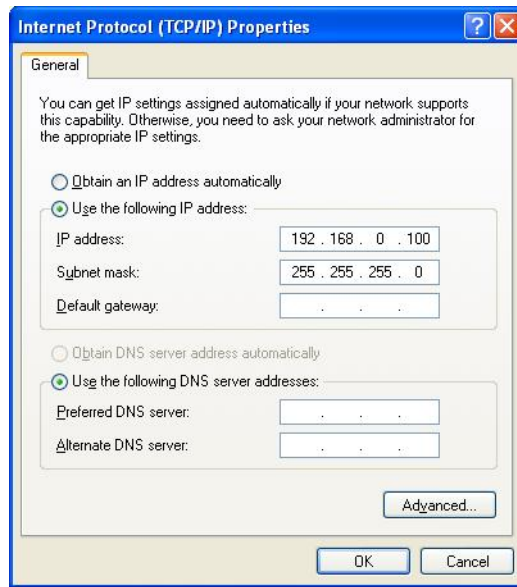 Internet Protocol (TCP/IP) Properties
General
You can get IP settings assigned automatically if your network supports
this capability. Otherwise, you need to ask your network administrator for
the appropriate IP settings.
Obtain an IP address automatically
Use the following IP address:
IP address: 192 . 168 . 0 . 100
Subnet mask: 255 . 255 . 255 . 0
Default gateway: . . .
Obtain DNS server address automatically
Use the following DNS server addresses:
Preferred DNS server: . . .
Alternate DNS server: . . .
Advanced...
OK Cancel